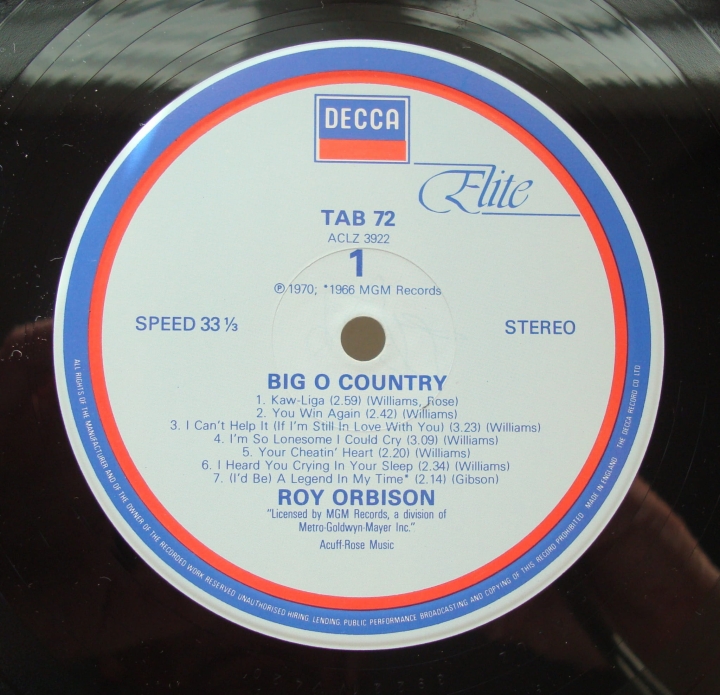 DECCA
Elite
TAB 72
ACLZ 3922
1
℗ 1970; *1966 MGM Records
SPEED 33 ⅓
STEREO
BIG O COUNTRY
1. Kaw-Liga (2.59) (Williams, Rose)
2. You Win Again (2.42) (Williams)
3. I Can't Help It (If I'm Still In Love With You) (3.23) (Williams)
4. I'm So Lonesome I Could Cry (3.09) (Williams)
5. Your Cheatin' Heart (2.20) (Williams)
6. I Heard You Crying In Your Sleep (2.34) (Williams)
7. (I'd Be) A Legend In My Time* (2.14) (Gibson)
ROY ORBISON
"Licensed by MGM Records, a division of
Metro-Goldwyn-Mayer Inc."
Acuff-Rose Music
ALL RIGHTS OF THE MANUFACTURER AND OF THE OWNER OF THE RECORDED WORK RESERVED UNAUTHORISED HIRING, LENDING, PUBLIC PERFORMANCE BROADCASTING AND COPYING OF THIS RECORD PROHIBITED. MADE IN ENGLAND THE DECCA RECORD CO LTD